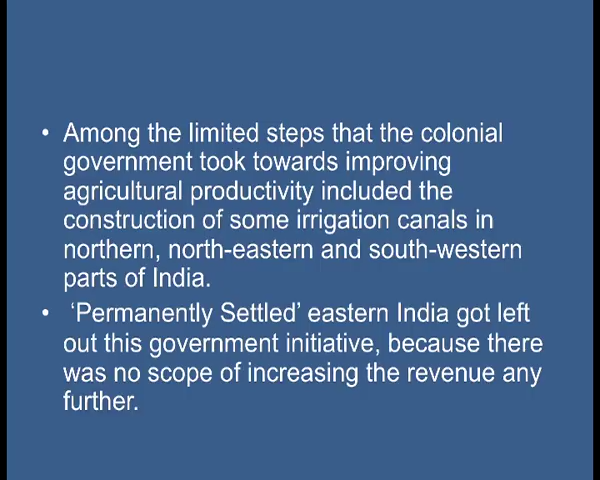 • Among the limited steps that the colonial
government took towards improving
agricultural productivity included the
construction of some irrigation canals in
northern, north-eastern and south-western
parts of India.
• ‘Permanently Settled’ eastern India got left
out this government initiative, because there
was no scope of increasing the revenue any
further.